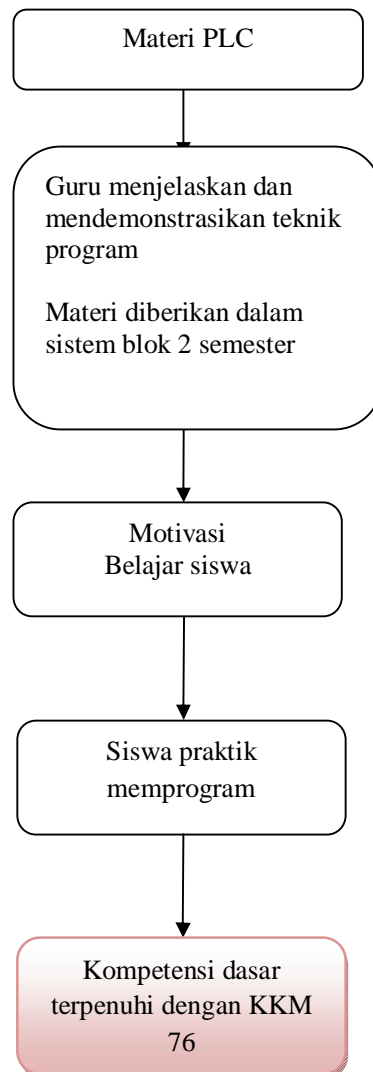 Materi PLC
Guru menjelaskan dan
mendemonstrasikan teknik
program
Materi diberikan dalam
sistem blok 2 semester
Motivasi
Belajar siswa
Siswa praktik
memprogram
Kompetensi dasar
terpenuhi dengan KKM
76